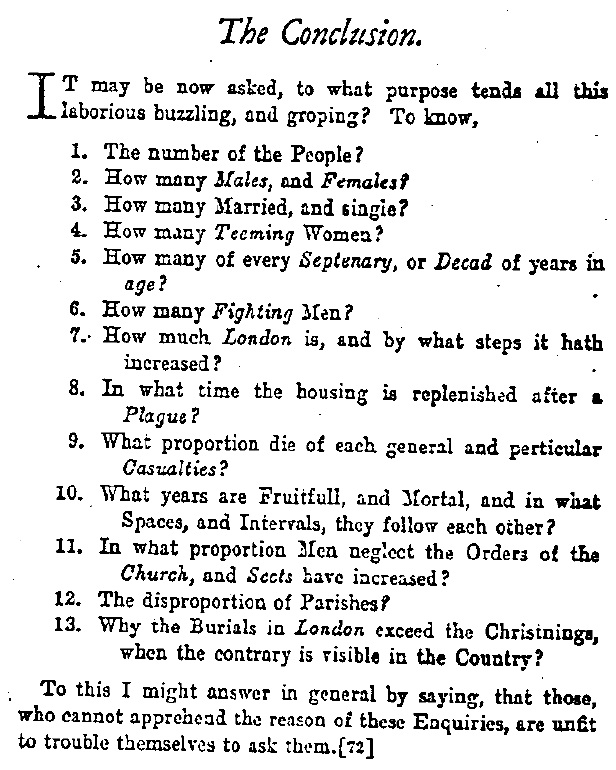 The Conclusion.
IT may be now asked, to what purpose tends all this
laborious buzzling, and groping? To know,
1. The number of the People?
2. How many Males, and Females?
3. How many Married, and single?
4. How many Teeming Women?
5. How many of every Septenary, or Decad of years in
age?
6. How many Fighting Men?
7. How much London is, and by what steps it hath
increased?
8. In what time the housing is replenished after a
Plague?
9. What proportion die of each general and perticular
Casualties?
10. What years are Fruitfull, and Mortal, and in what
Spaces, and Intervals, they follow each other?
11. In what proportion Men neglect the Orders of the
Church, and Sects have increased?
12. The disproportion of Parishes?
13. Why the Burials in London exceed the Christnings,
when the contrary is visible in the Country?
To this I might answer in general by saying, that those,
who cannot apprehend the reason of these Enquiries, are unfit
to trouble themselves to ask them.[72]